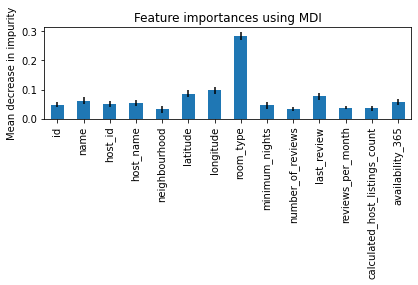 Feature importances using MDI
Mean decrease in impurity
0.3
0.2
0.1
0.0
id
name
host_id
host_name
neighbourhood
latitude
longitude
room_type
minimum_nights
number_of_reviews
last_review
reviews_per_month
calculated_host_listings_count
availability_365